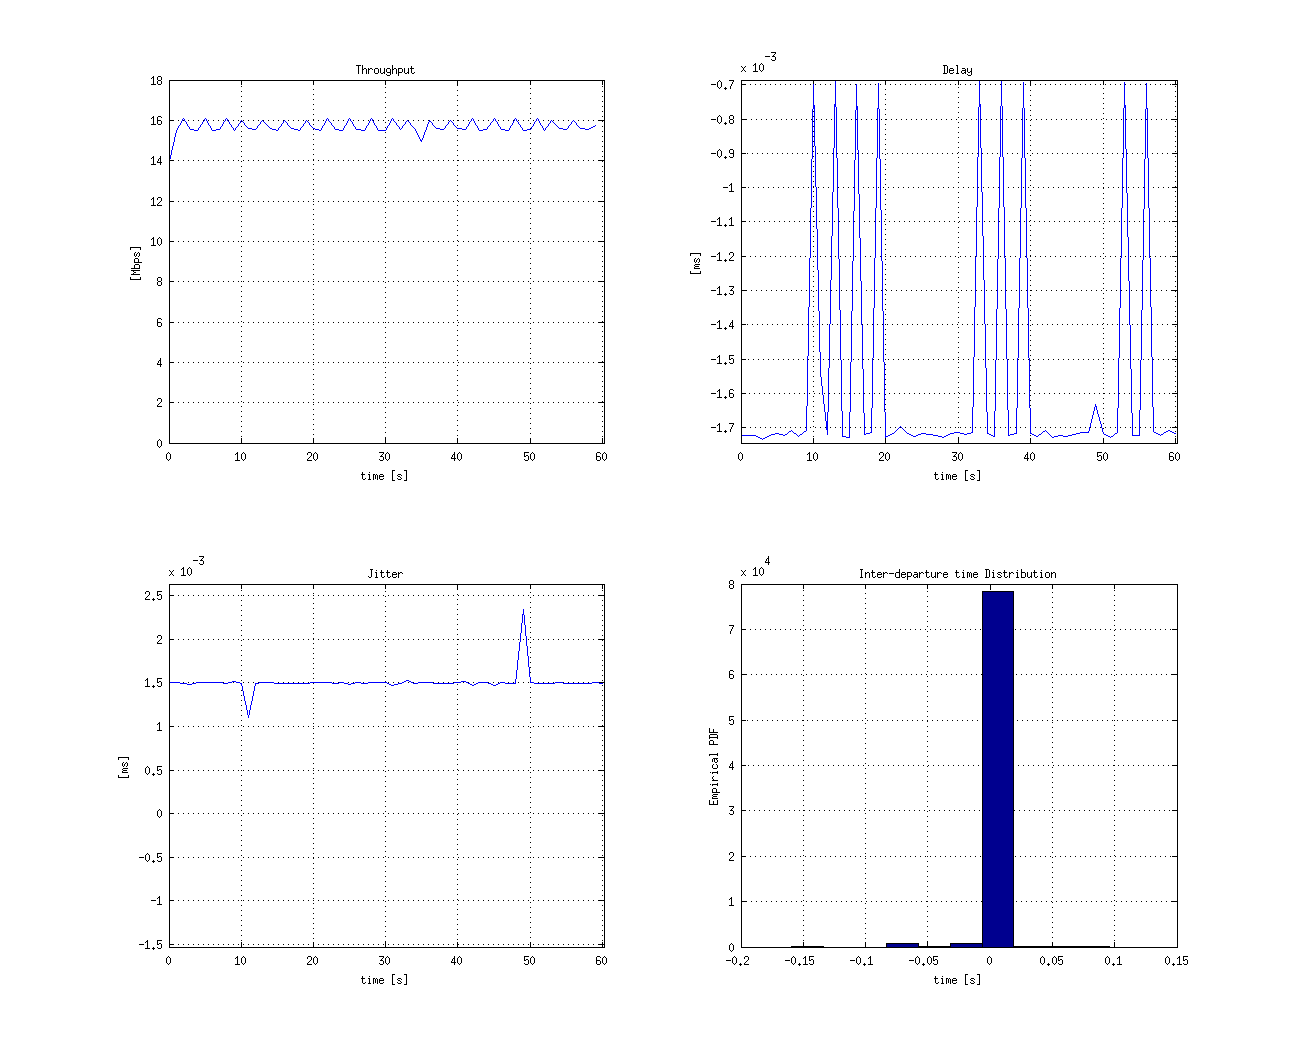 Throughput
18
16
14
12
10
8
6
4
2
0
[Mbps]
0 10 20 30 40 50 60
time [s]
x 10 -3
Delay
-0.7
-0.8
-0.9
-1
-1.1
-1.2
-1.3
-1.4
-1.5
-1.6
-1.7
[ms]
0 10 20 30 40 50 60
time [s]
x 10 -3
Jitter
2.5
2
1.5
1
0.5
0
-0.5
-1
-1.5
[ms]
0 10 20 30 40 50 60
time [s]
x 10 4
Inter-departure time Distribution
8
7
6
5
4
3
2
1
0
Empirical PDF
-0.2 -0.15 -0.1 -0.05 0 0.05 0.1 0.15
time [s]